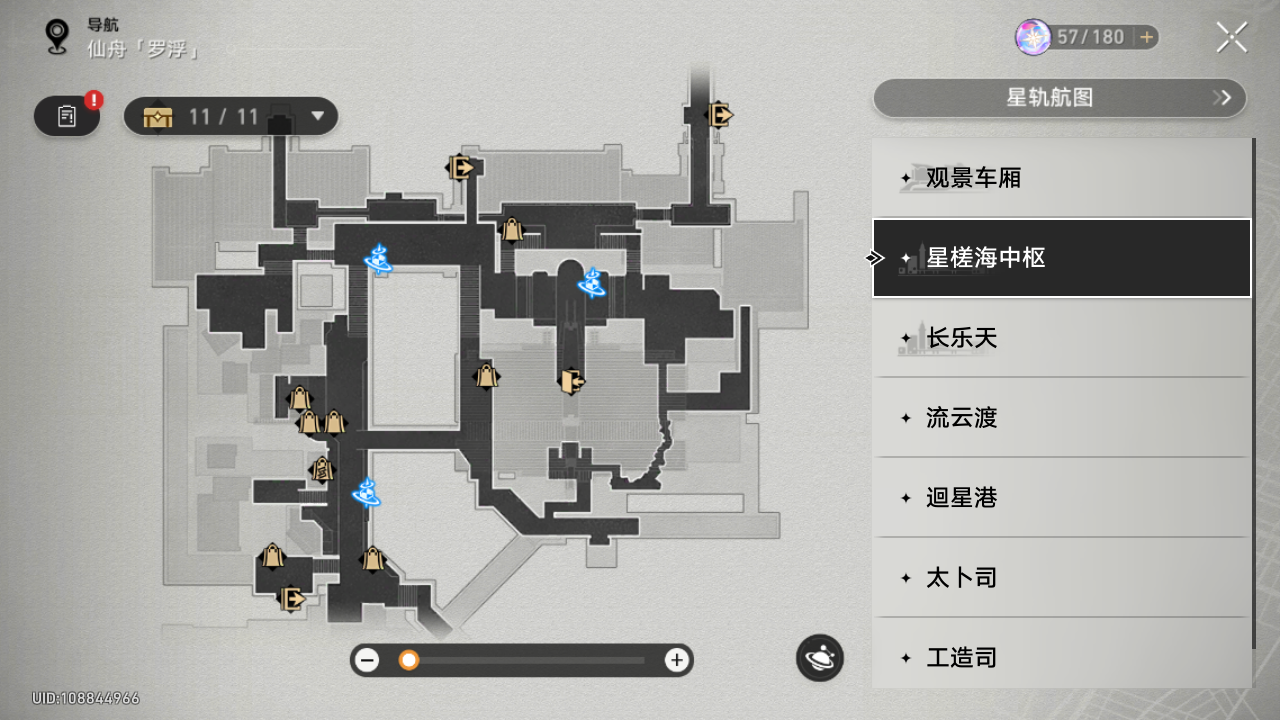 导航
仙舟「罗浮」
57/180
11 / 11
星轨航图
观景车厢
星槎海中枢
长乐天
流云渡
迴星港
太卜司
工造司
UID:108844966